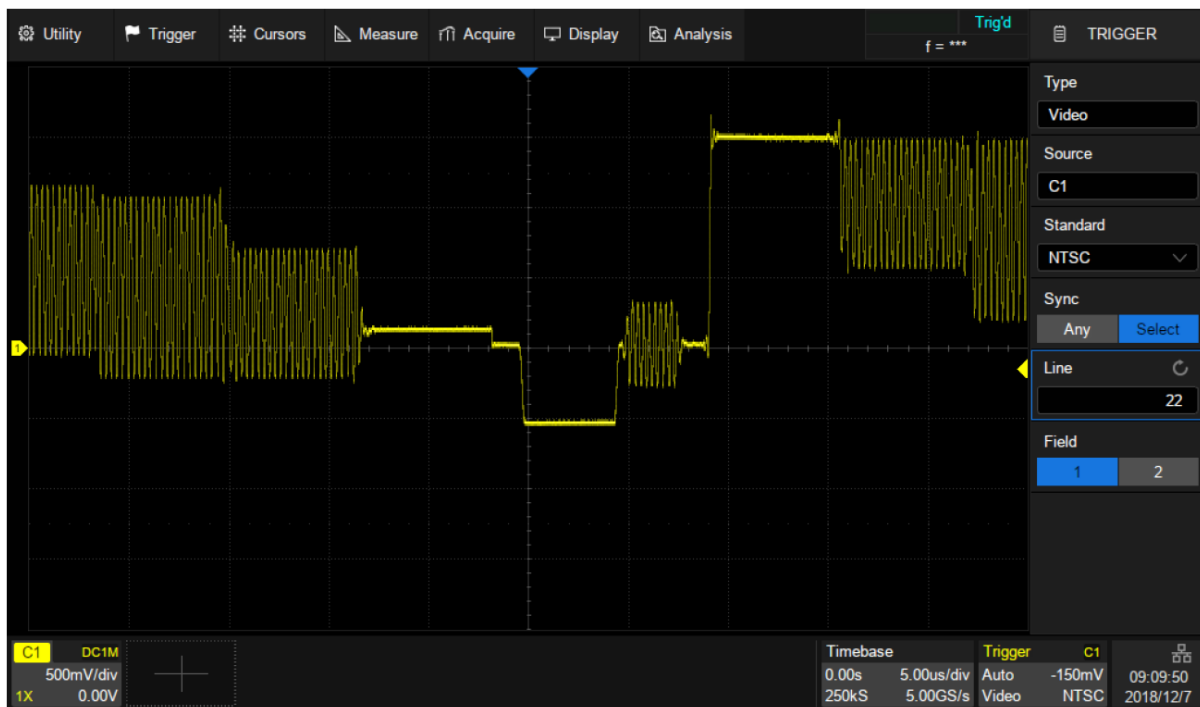 Utility Trigger Cursors Measure Acquire Display Analysis
Trig'd
f = ***
TRIGGER
Type
Video
Source
C1
Standard
NTSC
Sync
Any Select
Line
22
Field
1 2
1
C1 DC1M
500mV/div
1X 0.00V
Timebase
0.00s 5.00us/div
250kS 5.00GS/s
Trigger C1
Auto -150mV
Video NTSC
09:09:50
2018/12/7